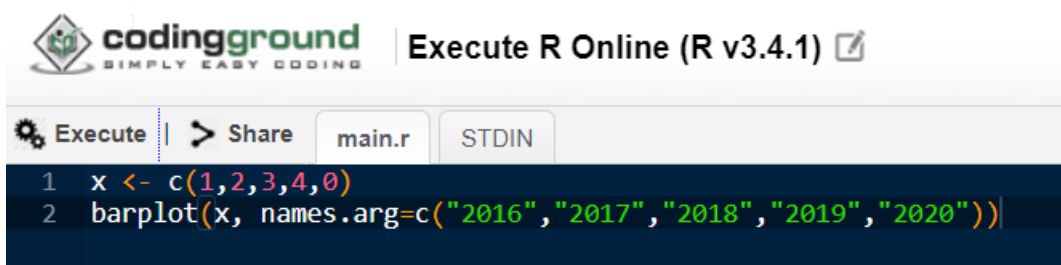 codingground
SIMPLY EASY CODING
Execute R Online (R v3.4.1)
Execute | Share main.r STDIN
1 x <- c(1,2,3,4,0)
2 barplot(x, names.arg=c("2016","2017","2018","2019","2020"))